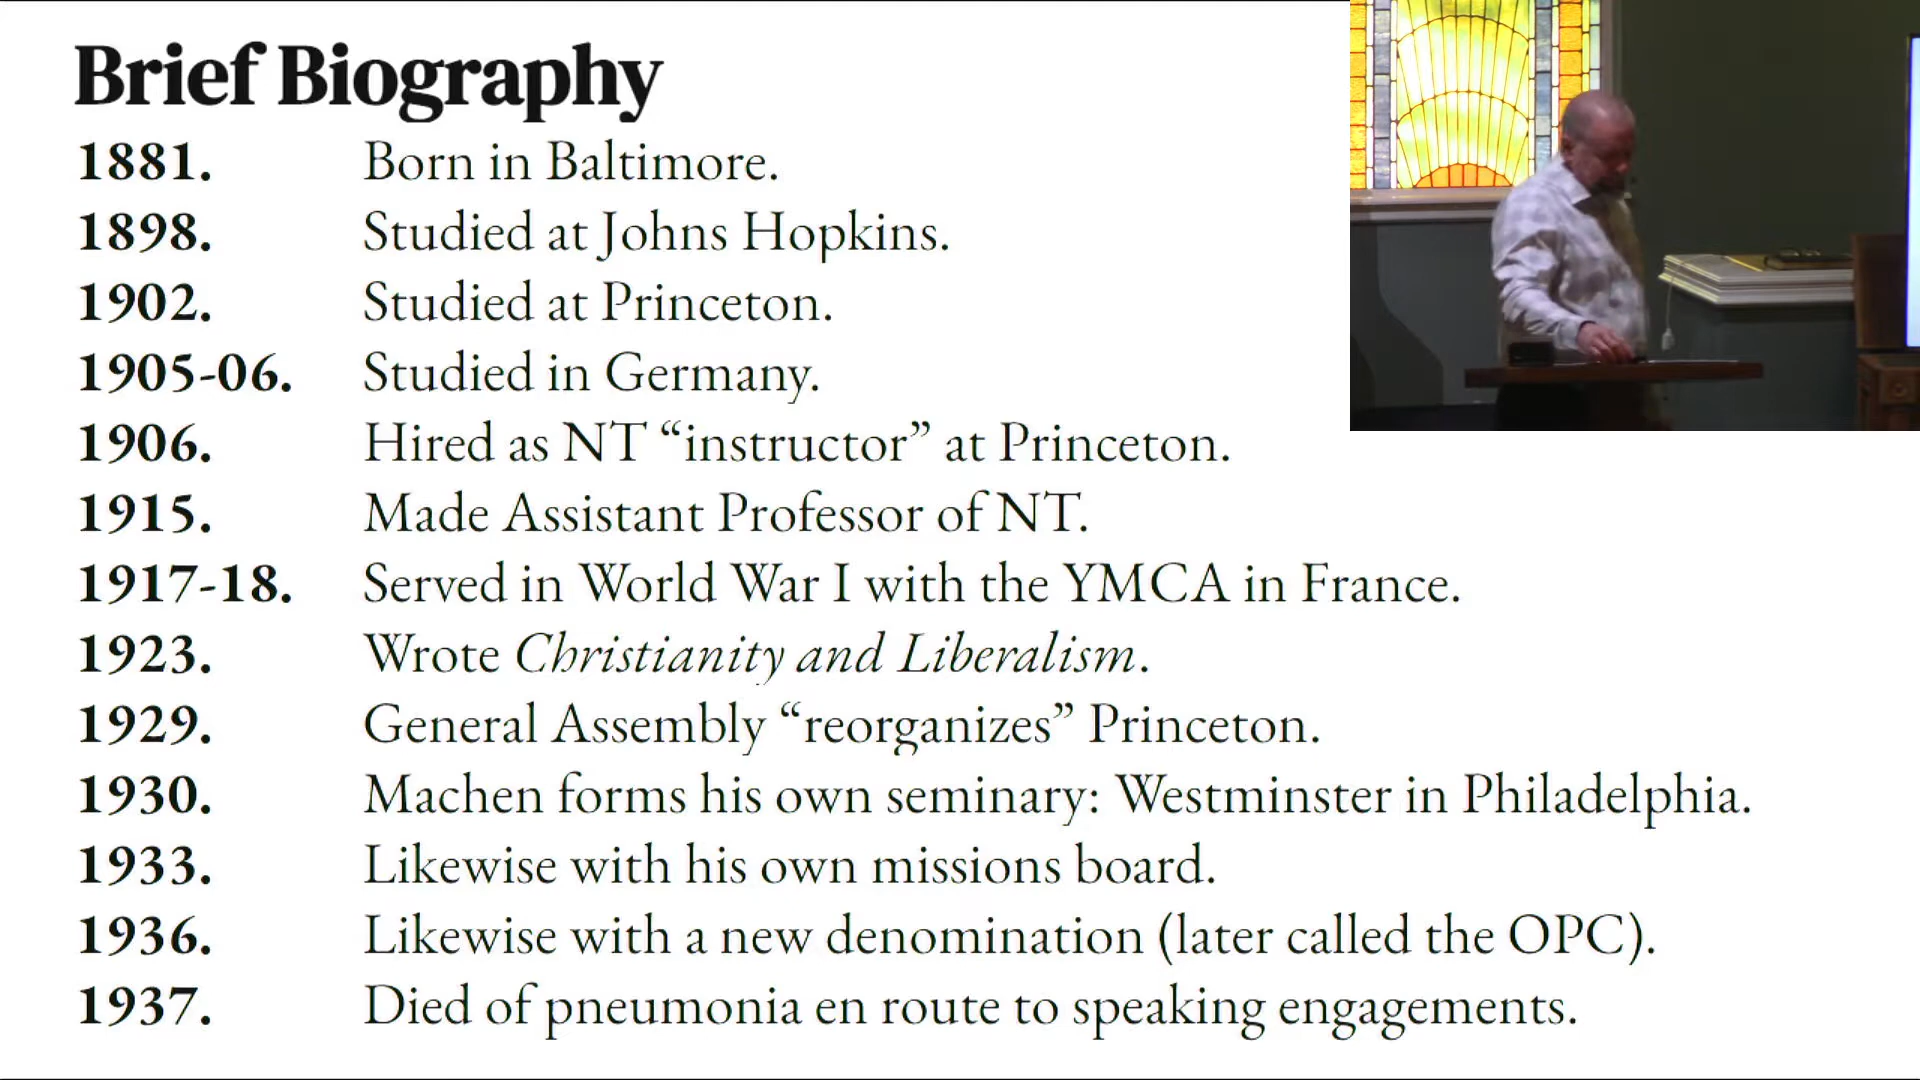 Brief Biography
1881. Born in Baltimore.
1898. Studied at Johns Hopkins.
1902. Studied at Princeton.
1905-06. Studied in Germany.
1906. Hired as NT “instructor” at Princeton.
1915. Made Assistant Professor of NT.
1917-18. Served in World War I with the YMCA in France.
1923. Wrote Christianity and Liberalism.
1929. General Assembly “reorganizes” Princeton.
1930. Machen forms his own seminary: Westminster in Philadelphia.
1933. Likewise with his own missions board.
1936. Likewise with a new denomination (later called the OPC).
1937. Died of pneumonia en route to speaking engagements.